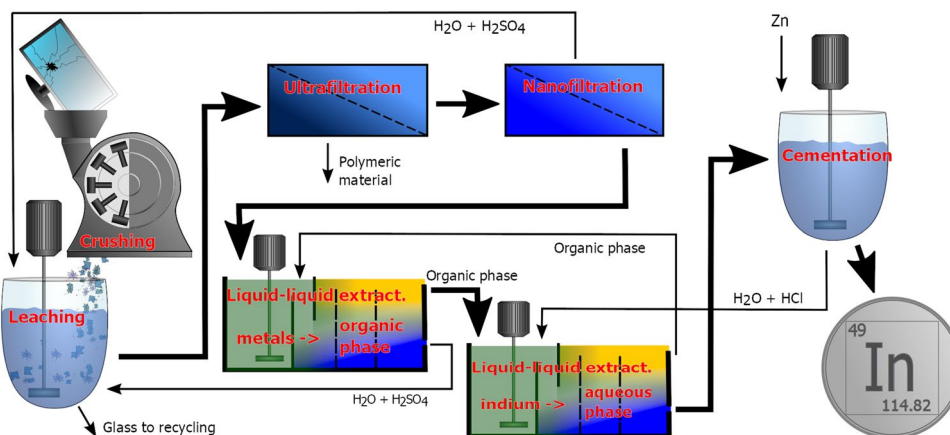 H2O + H2SO4
Zn
Ultrafiltration
Nanofiltration
Polymeric
material
Cementation
Crushing
Organic phase
Organic phase
H2O + HCl
Leaching
Liquid-liquid extract.
metals -> organic
phase
H2O + H2SO4
Liquid-liquid extract.
indium -> aqueous
phase
Glass to recycling
49
In
114.82